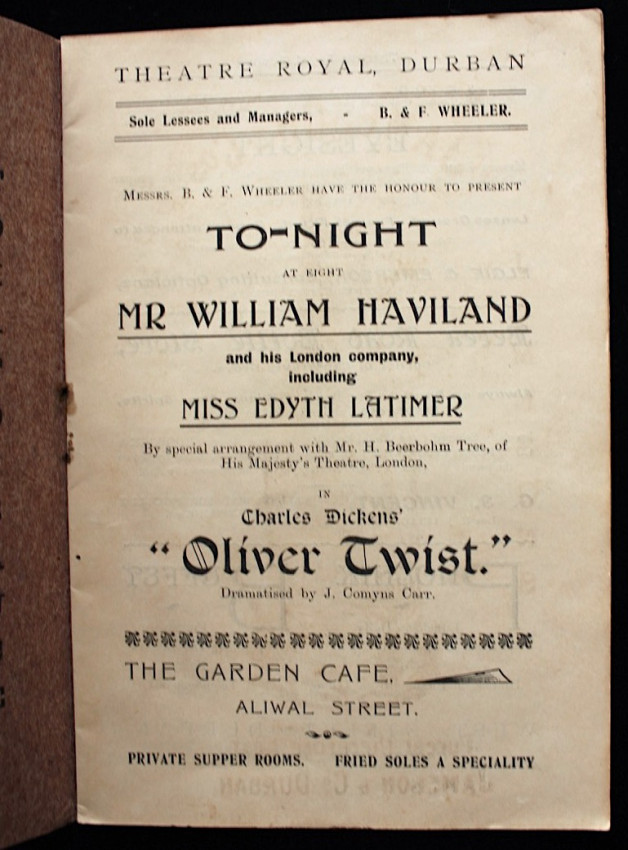 THEATRE ROYAL, DURBAN
Sole Lessees and Managers, - B. & F. WHEELER.
MESSRS. B. & F. WHEELER HAVE THE HONOUR TO PRESENT
TO-NIGHT
AT EIGHT
MR WILLIAM HAVILAND
and his London company,
including
MISS EDYTH LATIMER
By special arrangement with Mr. H. Beerbohm Tree, of
His Majesty's Theatre, London,
IN
Charles Dickens'
"Oliver Twist."
Dramatised by J. Comyns Carr.
THE GARDEN CAFE,
ALIWAL STREET.
PRIVATE SUPPER ROOMS. FRIED SOLES A SPECIALITY